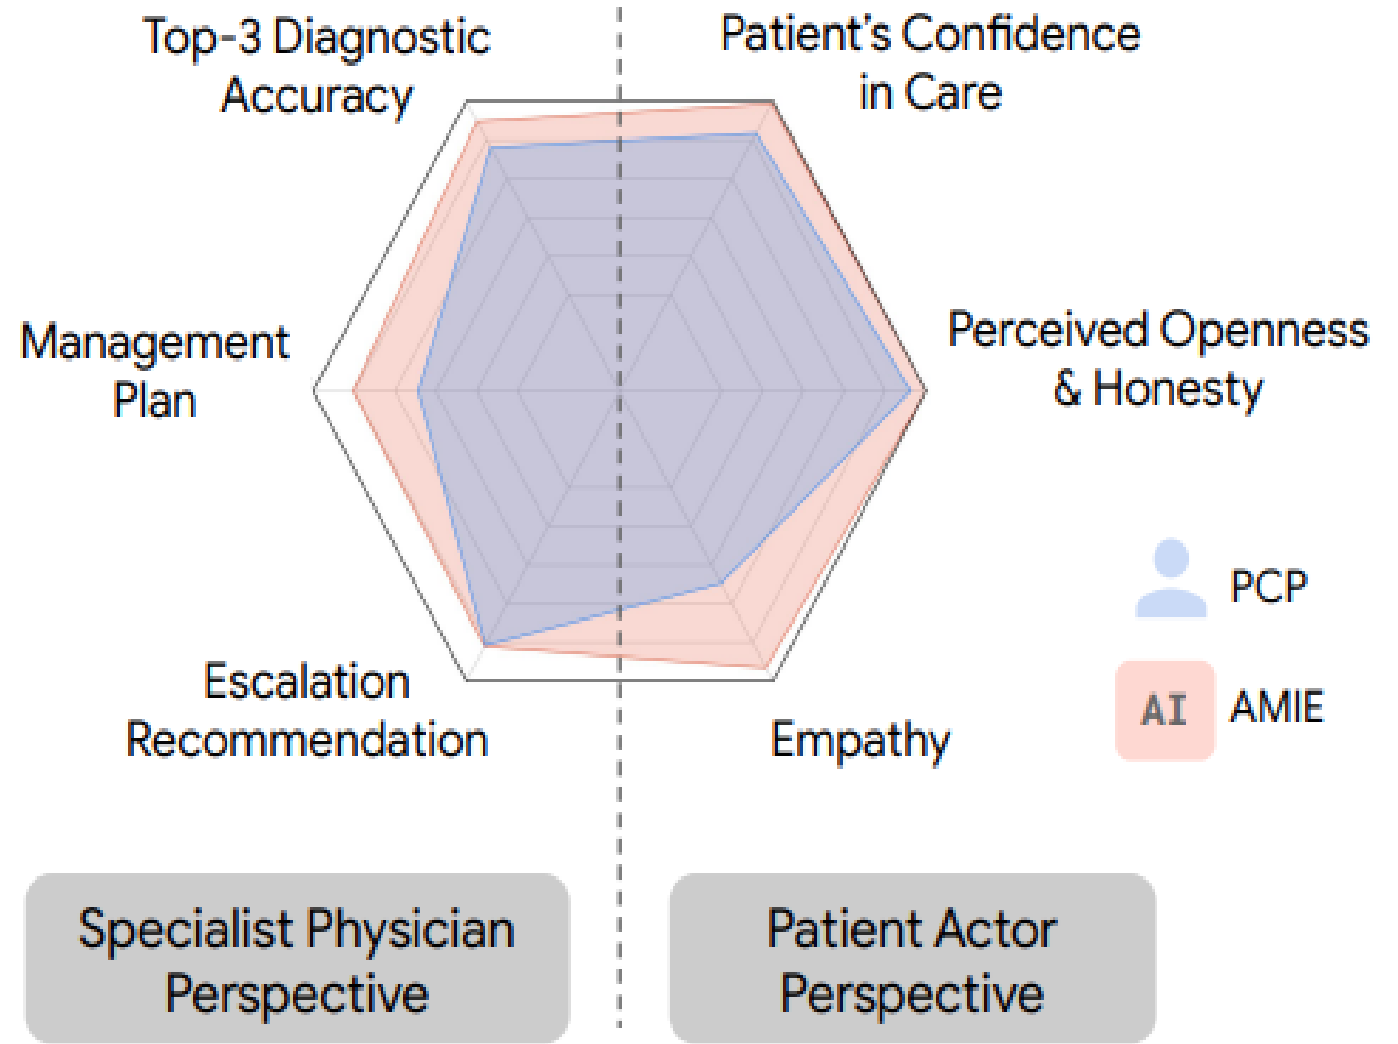 Top-3 Diagnostic
Accuracy
Patient's Confidence
in Care
Management
Plan
Perceived Openness
& Honesty
PCP
Escalation
Recommendation
Empathy
AI AMIE
Specialist Physician
Perspective
Patient Actor
Perspective